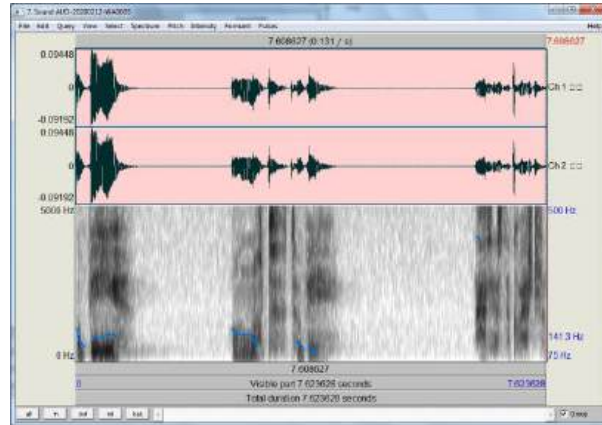 7. Sound AUD-20200212-WA0005
File Edit Query View Select Spectrum Pitch Intensity Formant Pulses Help
7.608627 (0.131 / s) 7.608627
0.09448
0
-0.09192
Ch 1
0.09448
0
-0.09192
Ch 2
5000 Hz 500 Hz
141.3 Hz
0 Hz 75 Hz
7.608627
0 Visible part 7.623628 seconds 7.623628
Total duration 7.623628 seconds
all in out sel bak Group